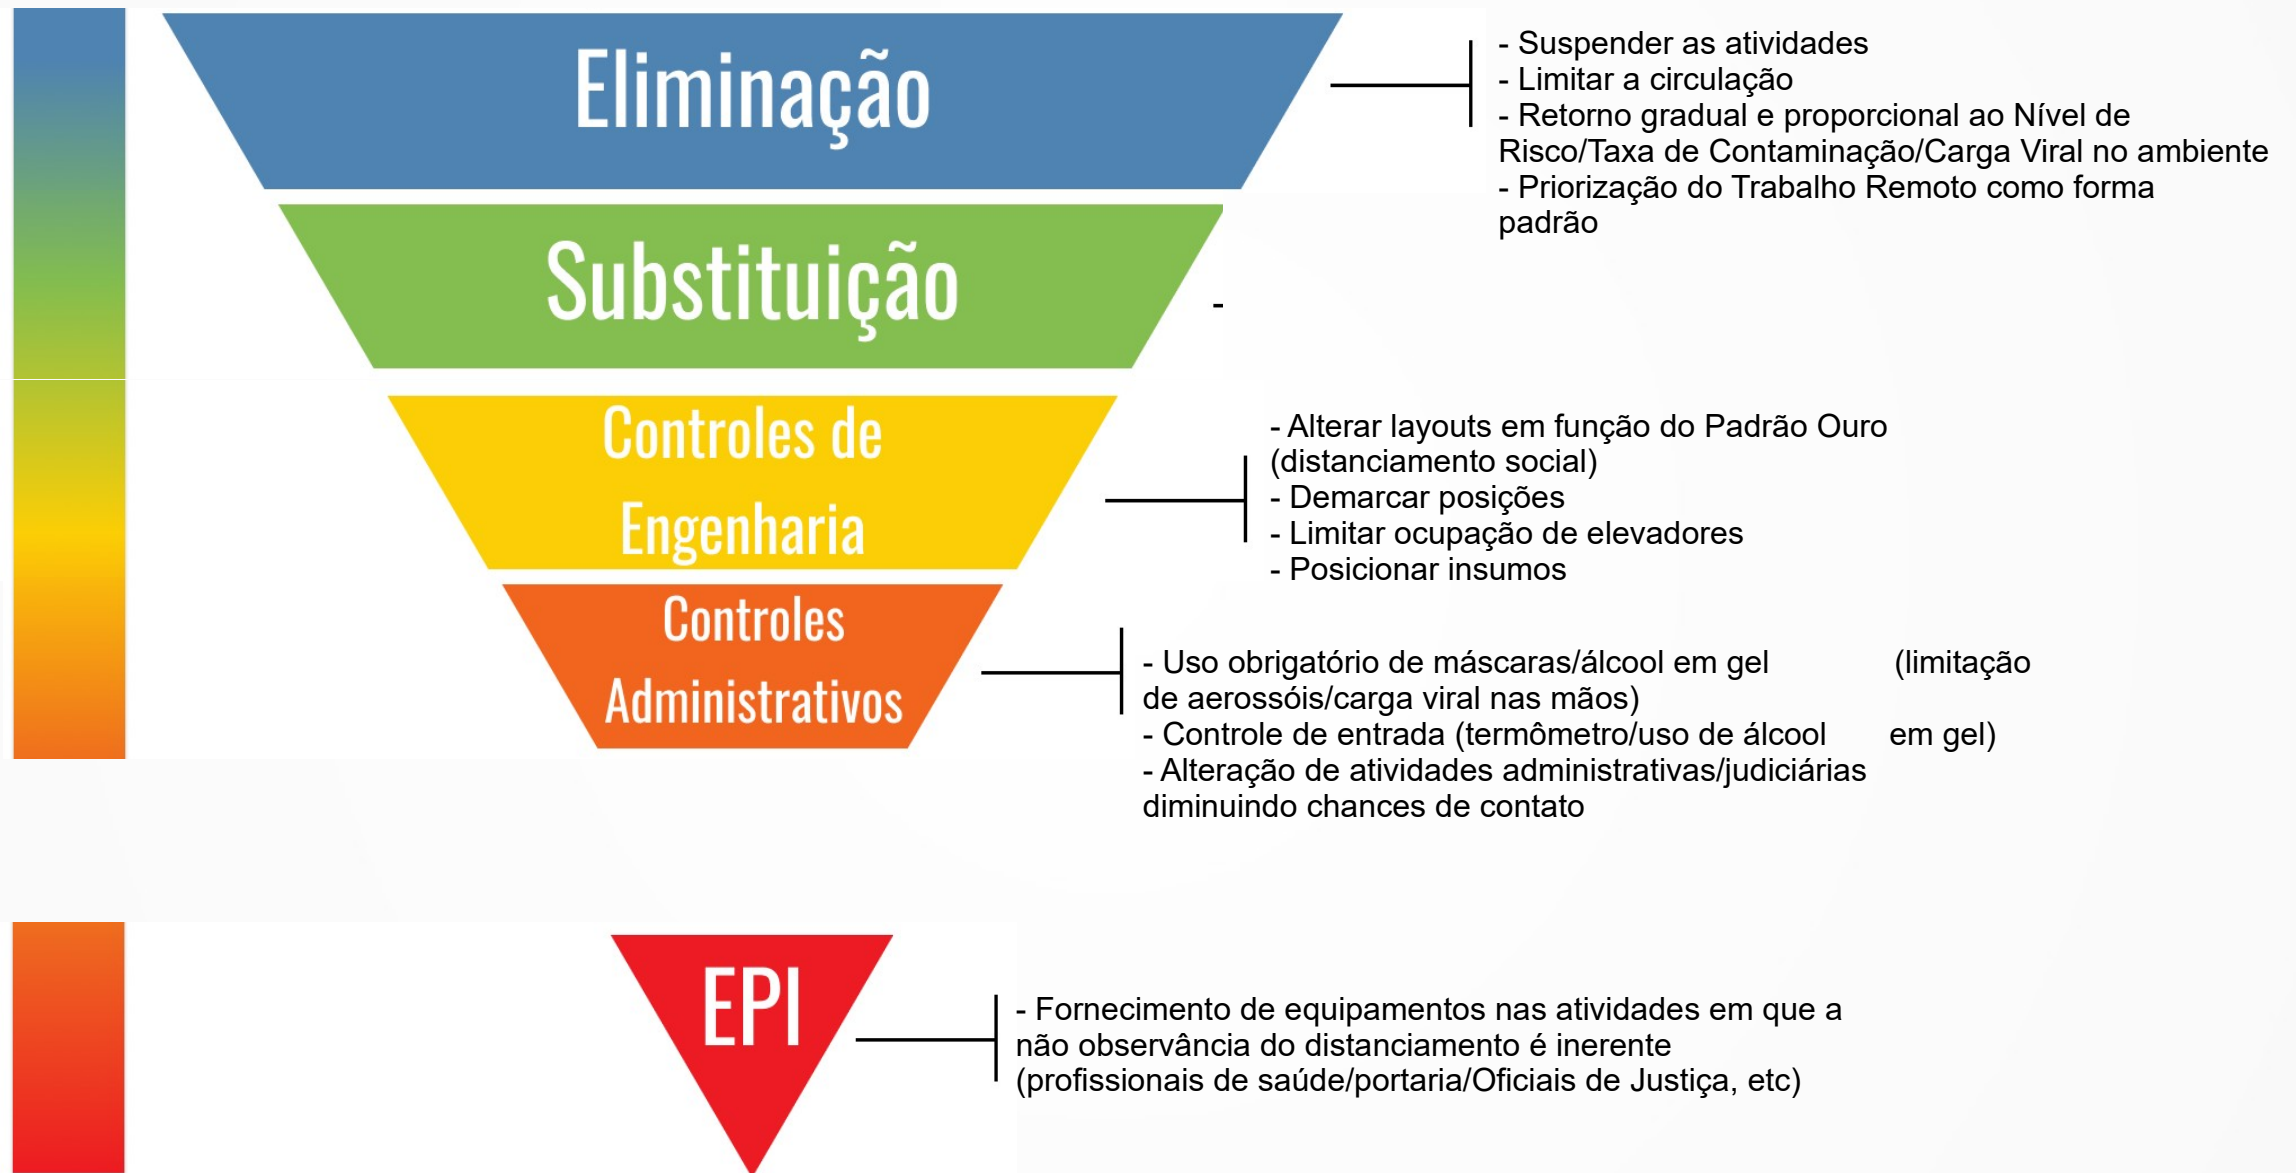 Eliminação
- Suspender as atividades
- Limitar a circulação
- Retorno gradual e proporcional ao Nível de
Risco/Taxa de Contaminação/Carga Viral no ambiente
- Priorização do Trabalho Remoto como forma
padrão
Substituição
-
Controles de
Engenharia
- Alterar layouts em função do Padrão Ouro
(distanciamento social)
- Demarcar posições
- Limitar ocupação de elevadores
- Posicionar insumos
Controles
Administrativos
- Uso obrigatório de máscaras/álcool em gel (limitação
de aerossóis/carga viral nas mãos)
- Controle de entrada (termômetro/uso de álcool em gel)
- Alteração de atividades administrativas/judiciárias
diminuindo chances de contato
EPI
- Fornecimento de equipamentos nas atividades em que a
não observância do distanciamento é inerente
(profissionais de saúde/portaria/Oficiais de Justiça, etc)